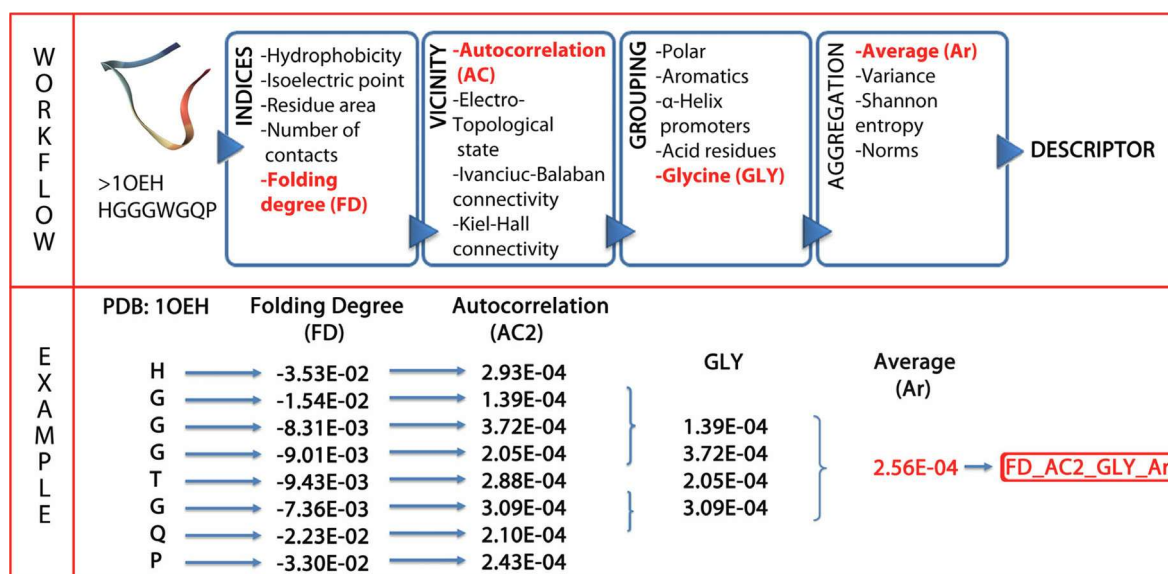 WORKFLOW
>1OEH
HGGGWGQP
INDICES
-Hydrophobicity
-Isoelectric point
-Residue area
-Number of
contacts
-Folding
degree (FD)
VICINITY
-Autocorrelation
(AC)
-Electro-
Topological
state
-Ivanciuc-Balaban
connectivity
-Kiel-Hall
connectivity
GROUPING
-Polar
-Aromatics
-α-Helix
promoters
-Acid residues
-Glycine (GLY)
AGGREGATION
-Average (Ar)
-Variance
-Shannon
entropy
-Norms
DESCRIPTOR
EXAMPLE
PDB: 1OEH Folding Degree Autocorrelation
(FD) (AC2)
GLY Average
(Ar)
H -3.53E-02 2.93E-04
G -1.54E-02 1.39E-04
G -8.31E-03 3.72E-04
G -9.01E-03 2.05E-04
T -9.43E-03 2.88E-04
G -7.36E-03 3.09E-04
Q -2.23E-02 2.10E-04
P -3.30E-02 2.43E-04
1.39E-04
3.72E-04
2.05E-04
3.09E-04
2.56E-04
FD_AC2_GLY_Ar